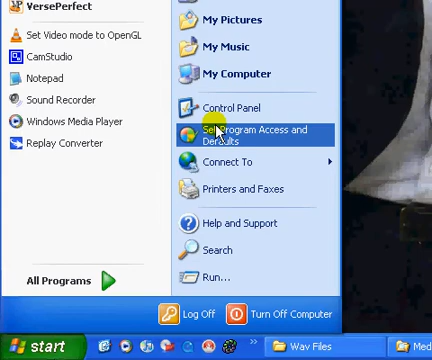 VersePerfect
Set Video mode to OpenGL
CamStudio
Notepad
Sound Recorder
Windows Media Player
Replay Converter
All Programs
My Pictures
My Music
My Computer
Control Panel
Set Program Access and
Defaults
Connect To
Printers and Faxes
Help and Support
Search
Run...
Log Off
Turn Off Computer
start
»
Wav Files
Med